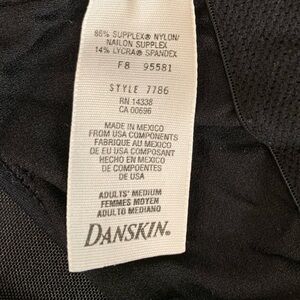 86% SUPPLEX® NYLON/
NAILON SUPPLEX
14% LYCRA® SPANDEX
F8 95581
STYLE 7786
RN 14338
CA 00696
MADE IN MEXICO
FROM USA COMPONENTS
FABRIQUE AU MEXICO
DE EU USA COMPOSANT
HECHO EN MEXICO
DE COMPOENTES
DE USA
ADULTS' MEDIUM
FEMMES MOYEN
ADULTO MEDIANO
DANSKIN®